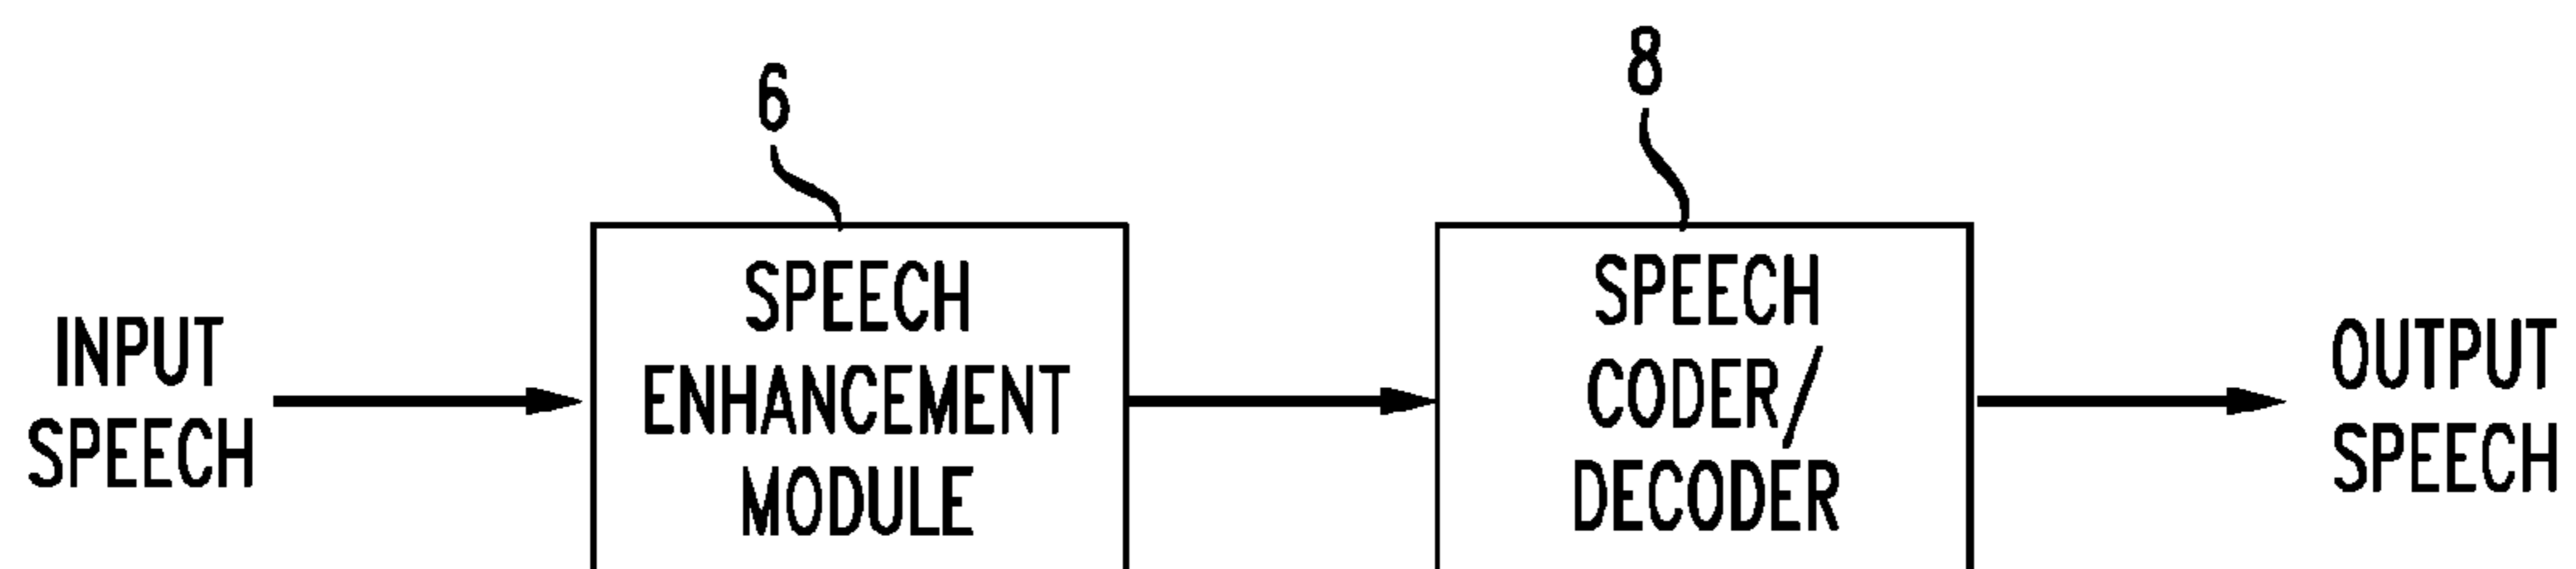 6
8
INPUT
SPEECH
SPEECH
ENHANCEMENT
MODULE
SPEECH
CODER/
DECODER
OUTPUT
SPEECH